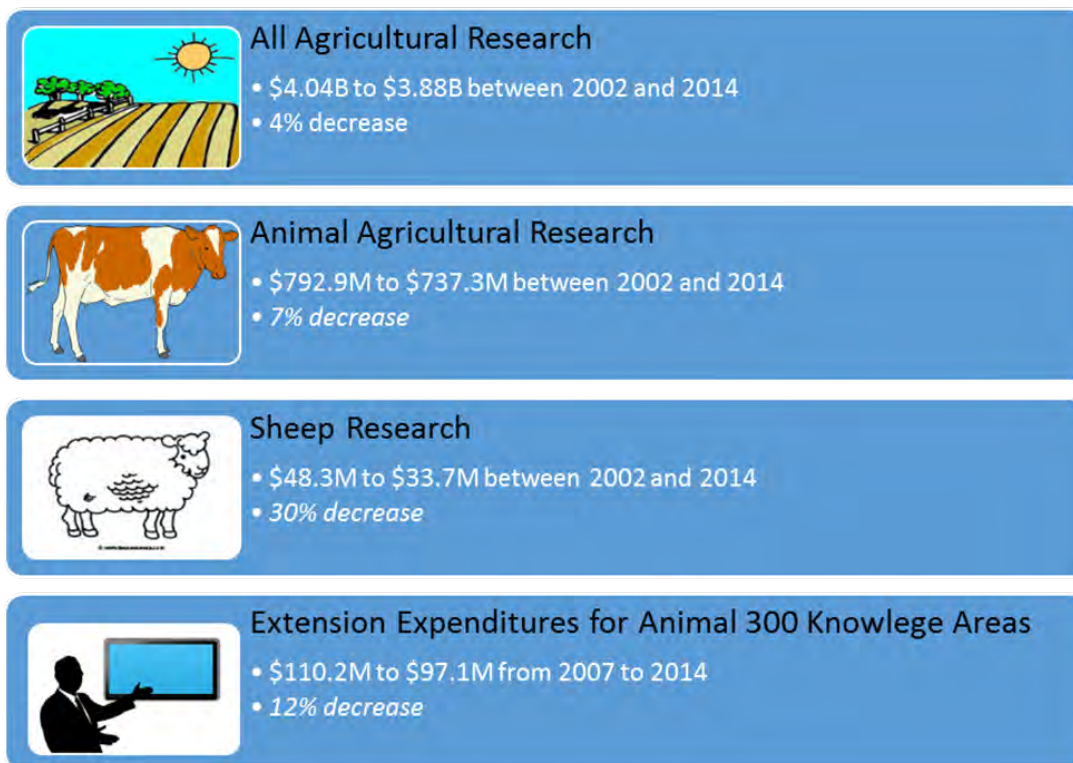 All Agricultural Research
• $4.04B to $3.88B between 2002 and 2014
• 4% decrease
Animal Agricultural Research
• $792.9M to $737.3M between 2002 and 2014
• 7% decrease
Sheep Research
• $48.3M to $33.7M between 2002 and 2014
• 30% decrease
Extension Expenditures for Animal 300 Knowlege Areas
• $110.2M to $97.1M from 2007 to 2014
• 12% decrease